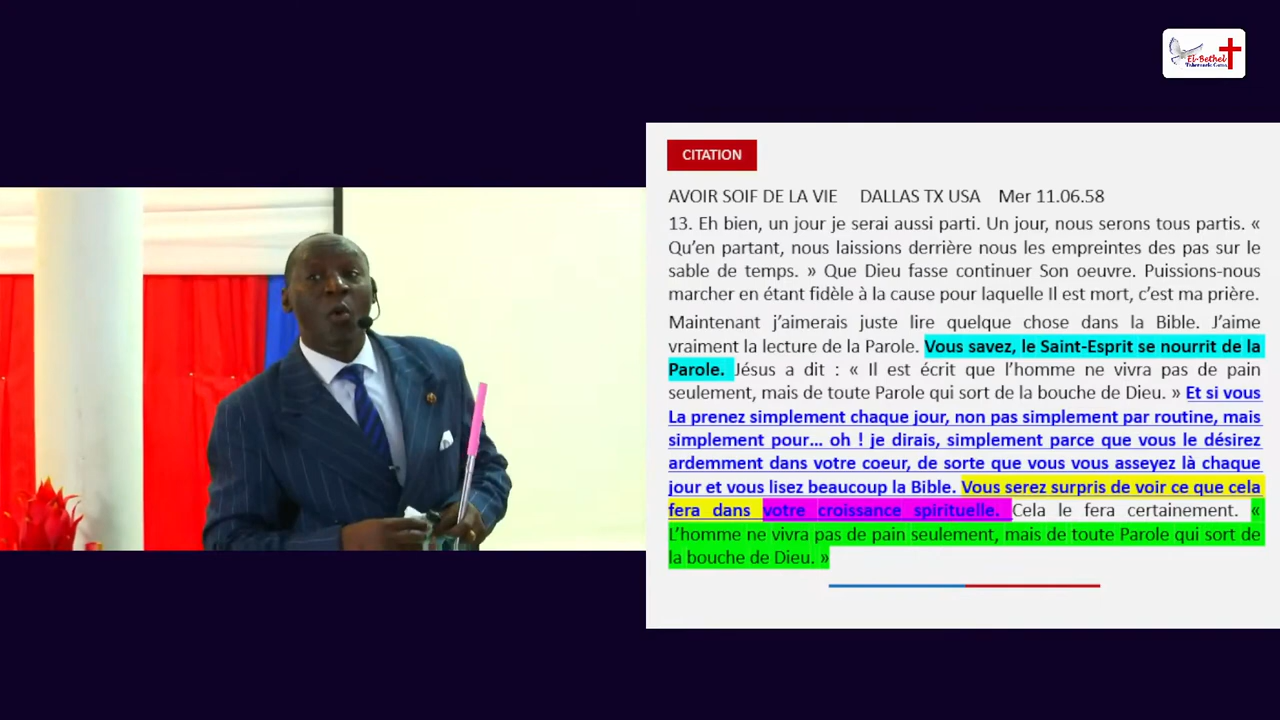 El-Bethel
CITATION
AVOIR SOIF DE LA VIE DALLAS TX USA Mer 11.06.58
13. Eh bien, un jour je serai aussi parti. Un jour, nous serons tous partis. «
Qu’en partant, nous laissions derrière nous les empreintes des pas sur le
sable de temps. » Que Dieu fasse continuer Son oeuvre. Puissions-nous
marcher en étant fidèle à la cause pour laquelle Il est mort, c’est ma prière.
Maintenant j’aimerais juste lire quelque chose dans la Bible. J’aime
vraiment la lecture de la Parole. Vous savez, le Saint-Esprit se nourrit de la
Parole. Jésus a dit : « Il est écrit que l’homme ne vivra pas de pain
seulement, mais de toute Parole qui sort de la bouche de Dieu. » Et si vous
La prenez simplement chaque jour, non pas simplement par routine, mais
simplement pour… oh ! je dirais, simplement parce que vous le désirez
ardemment dans votre coeur, de sorte que vous vous asseyez là chaque
jour et vous lisez beaucoup la Bible. Vous serez surpris de voir ce que cela
fera dans votre croissance spirituelle. Cela le fera certainement. «
L’homme ne vivra pas de pain seulement, mais de toute Parole qui sort de
la bouche de Dieu. »